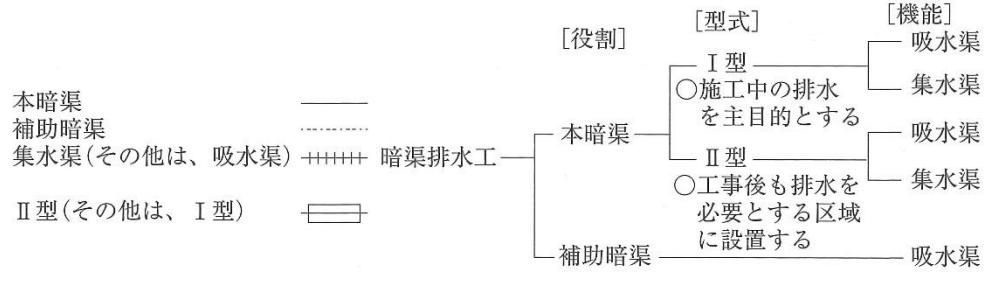 [役割]
[型式]
[機能]
本暗渠
補助暗渠
集水渠(その他は、吸水渠)
Ⅱ型(その他は、Ⅰ型)
暗渠排水工
本暗渠
Ⅰ型
○施工中の排水
を主目的とする
吸水渠
集水渠
Ⅱ型
○工事後も排水を
必要とする区域
に設置する
吸水渠
集水渠
補助暗渠
吸水渠